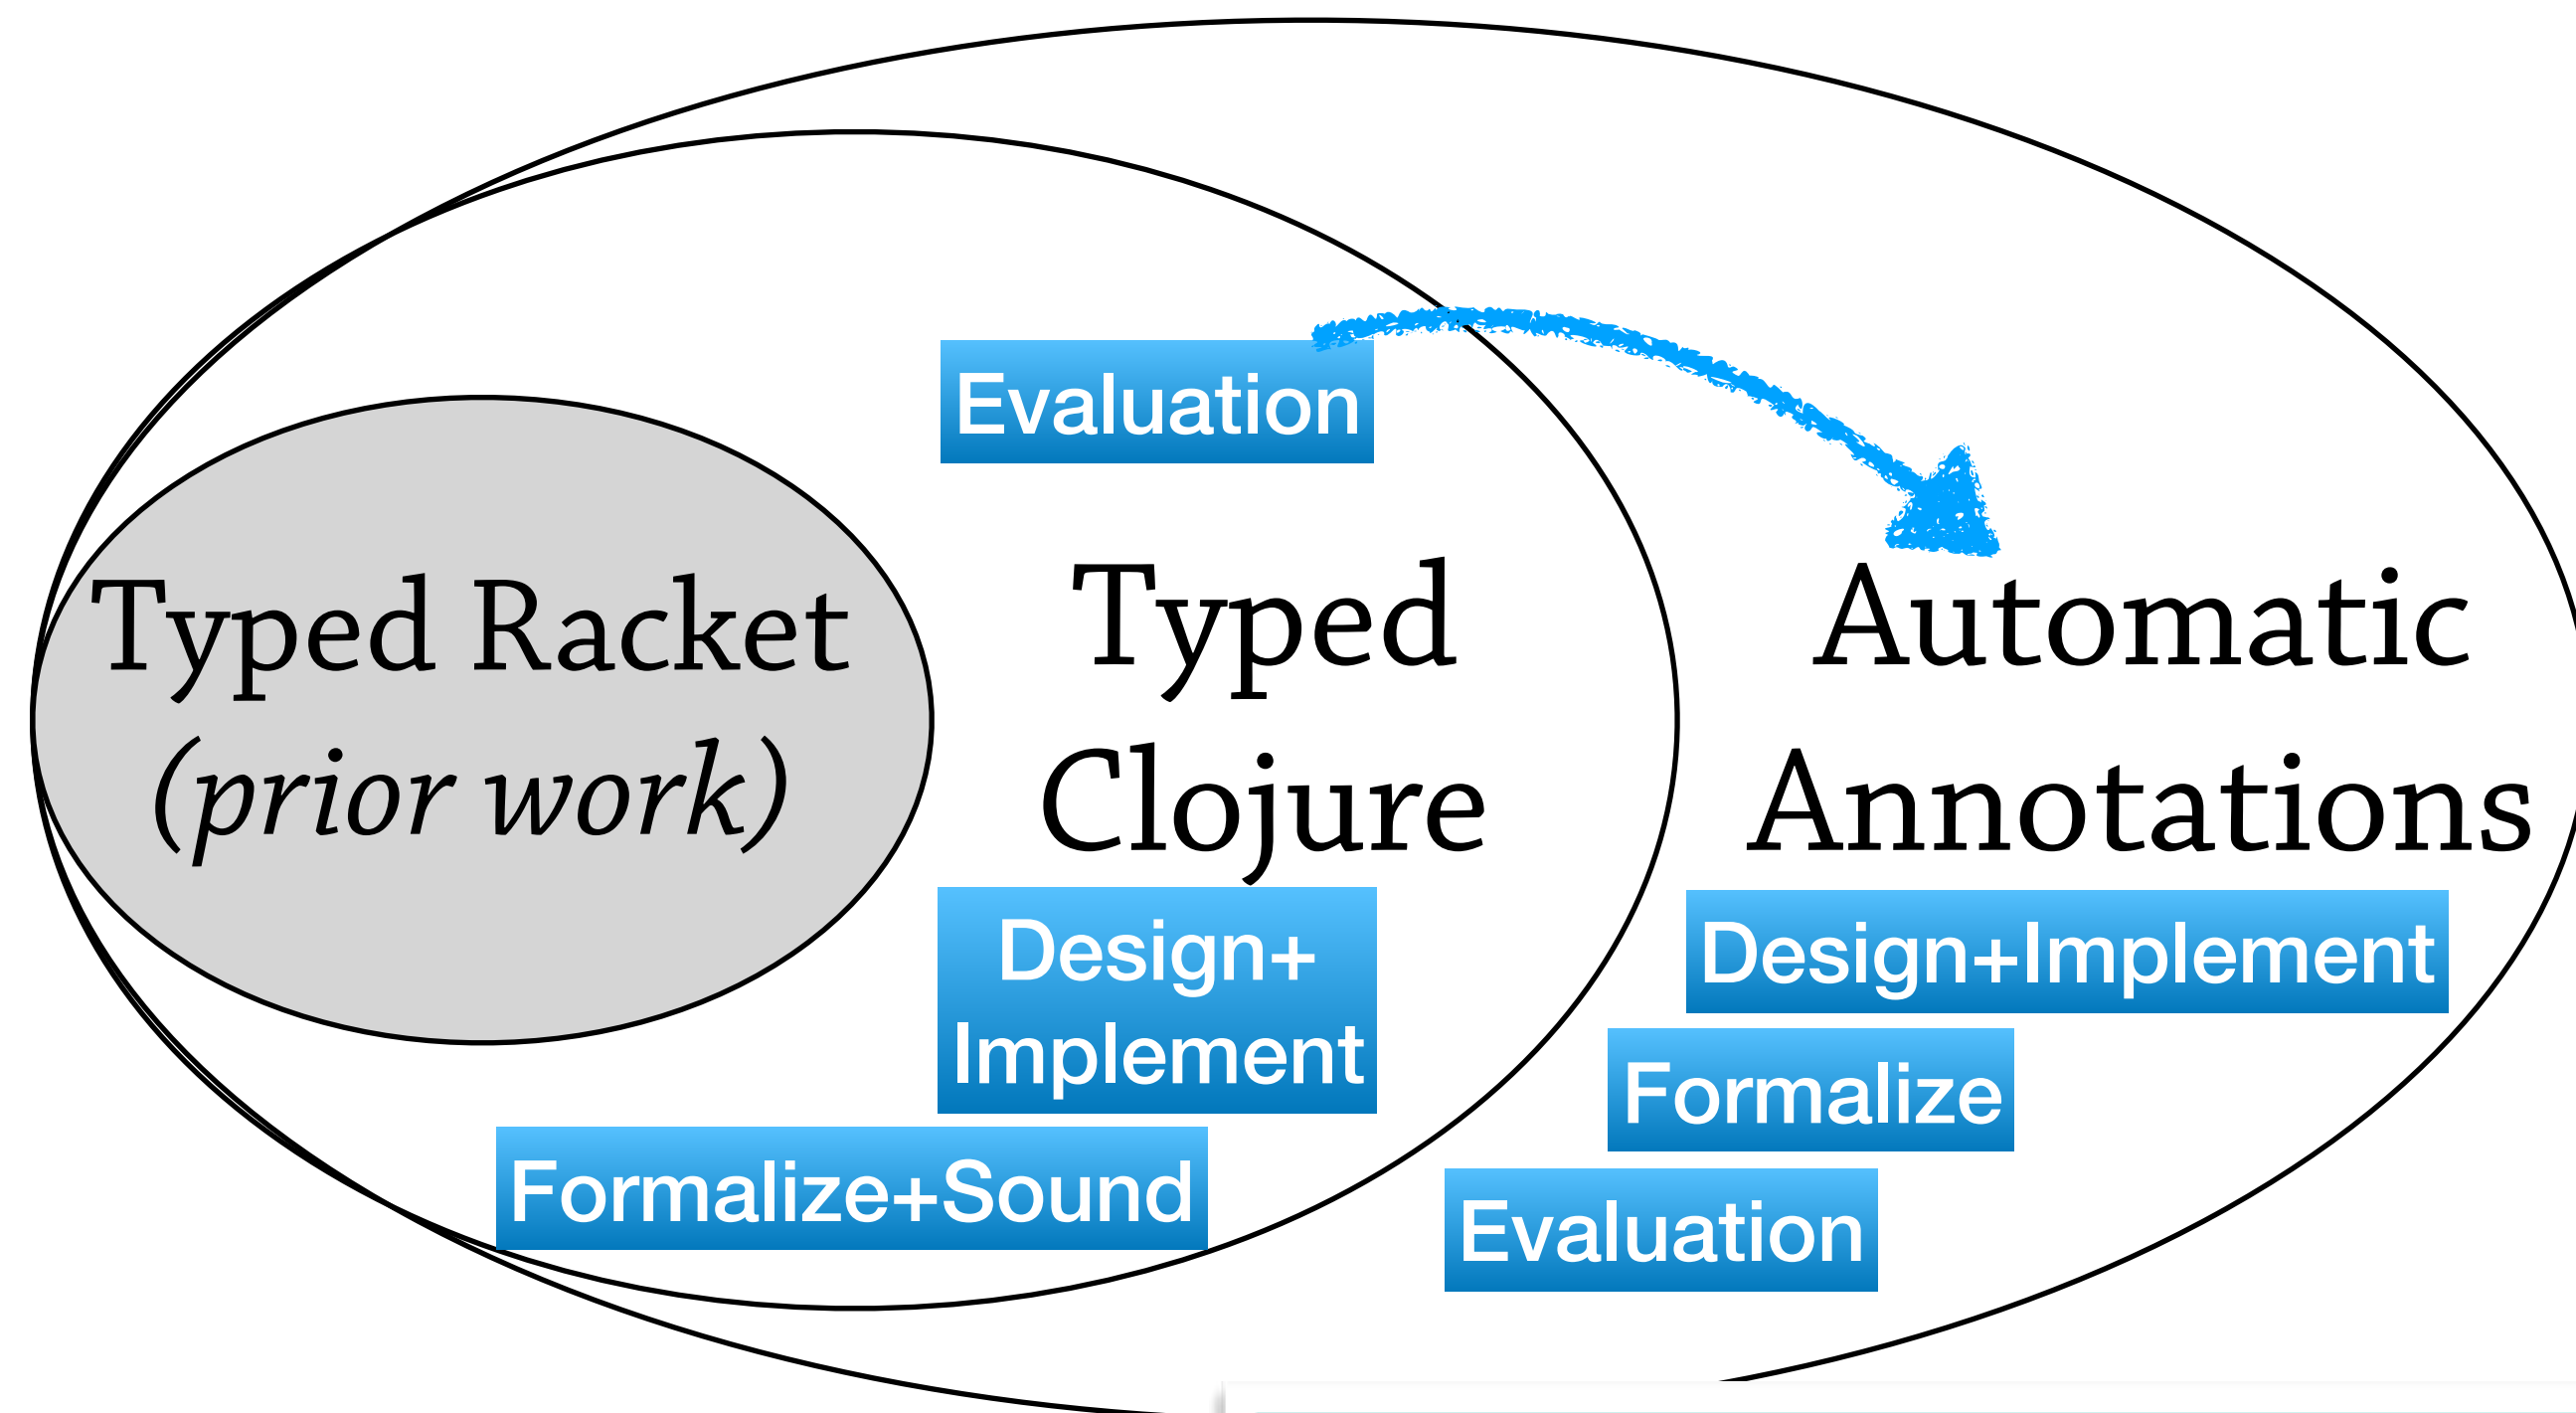 Typed Racket
(prior work)
Evaluation
Typed
Clojure
Design+
Implement
Formalize+Sound
Automatic
Annotations
Design+Implement
Formalize
Evaluation